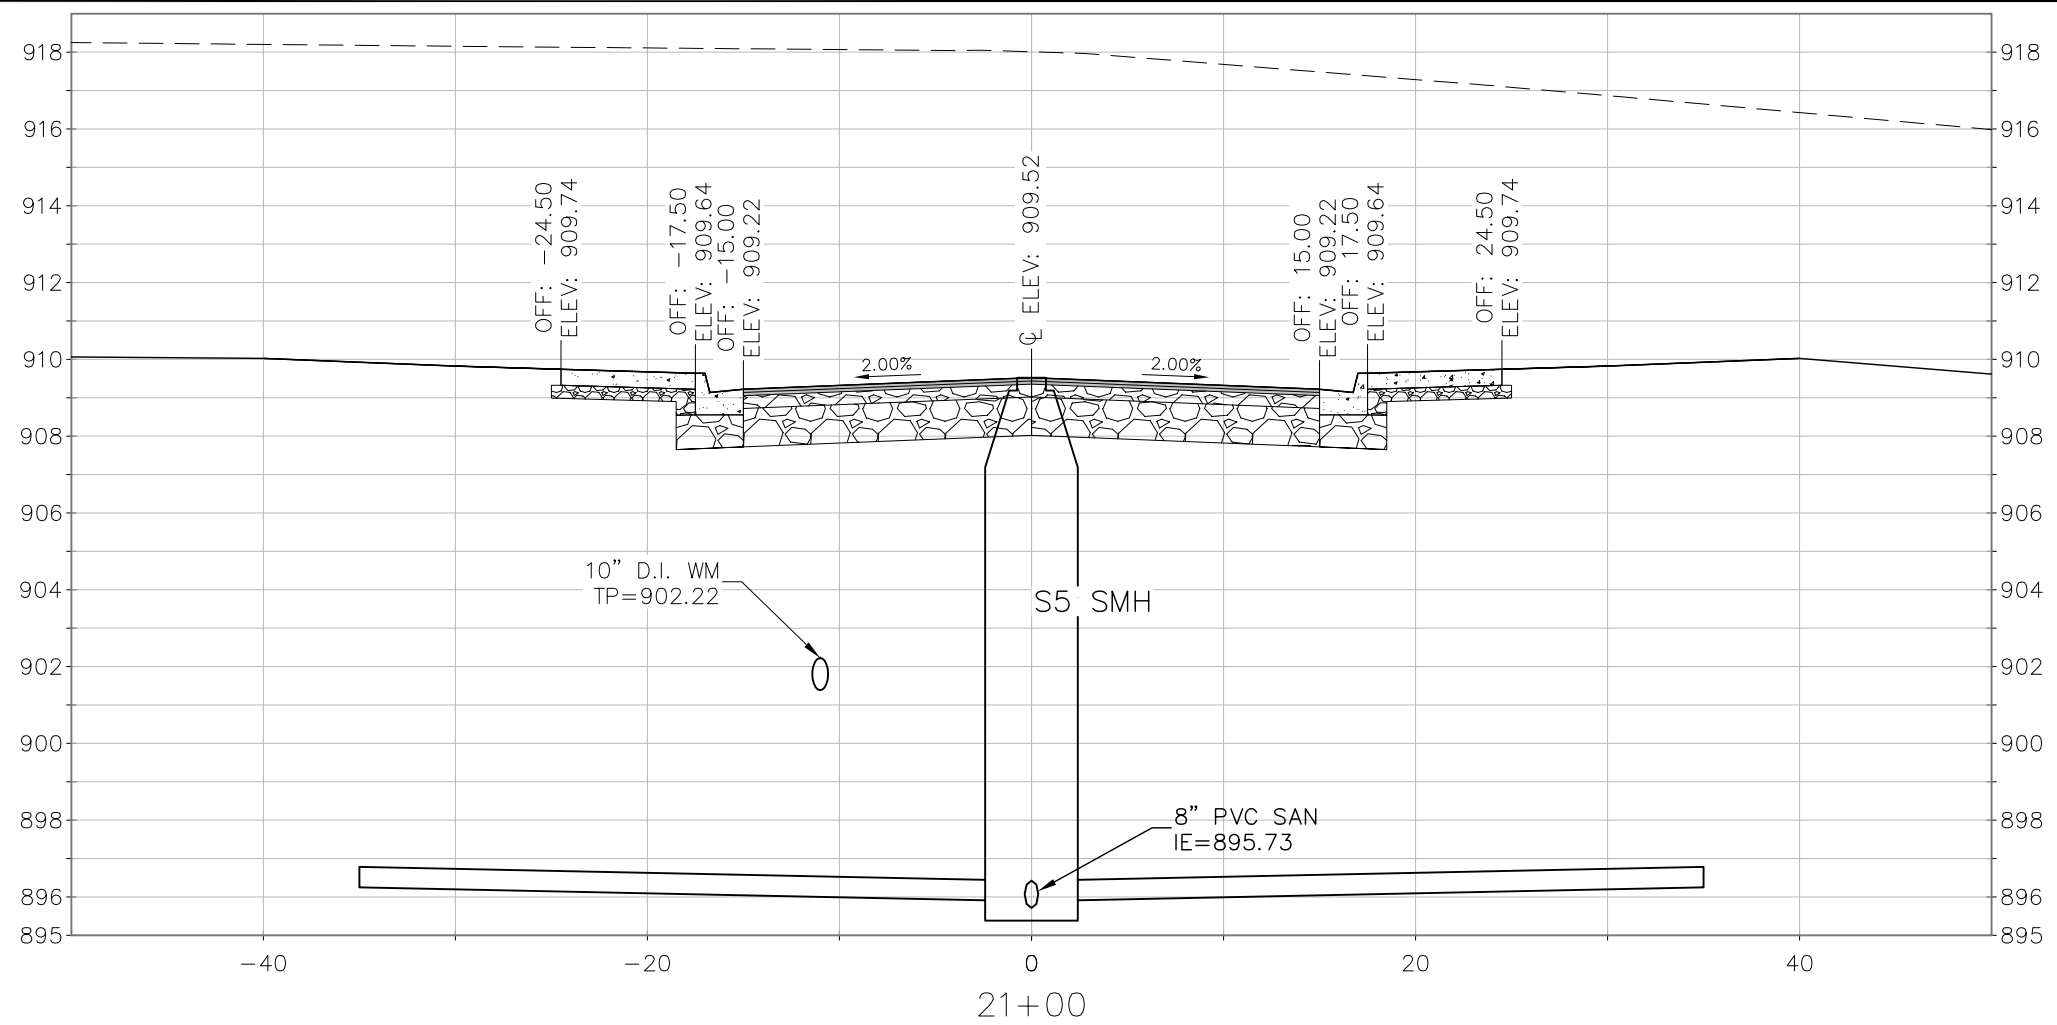 918
918
916
916
914
914
912
912
910
910
908
908
906
906
904
904
902
902
900
900
898
898
896
896
895
895
OFF: -24.50
ELEV: 909.74
OFF: -17.50
ELEV: 909.64
OFF: -15.00
ELEV: 909.22
℄ ELEV: 909.52
OFF: 15.00
ELEV: 909.22
OFF: 17.50
ELEV: 909.64
OFF: 24.50
ELEV: 909.74
2.00%
2.00%
10” D.I. WM
TP=902.22
S5 SMH
8” PVC SAN
IE=895.73
-40
-20
0
20
40
21+00